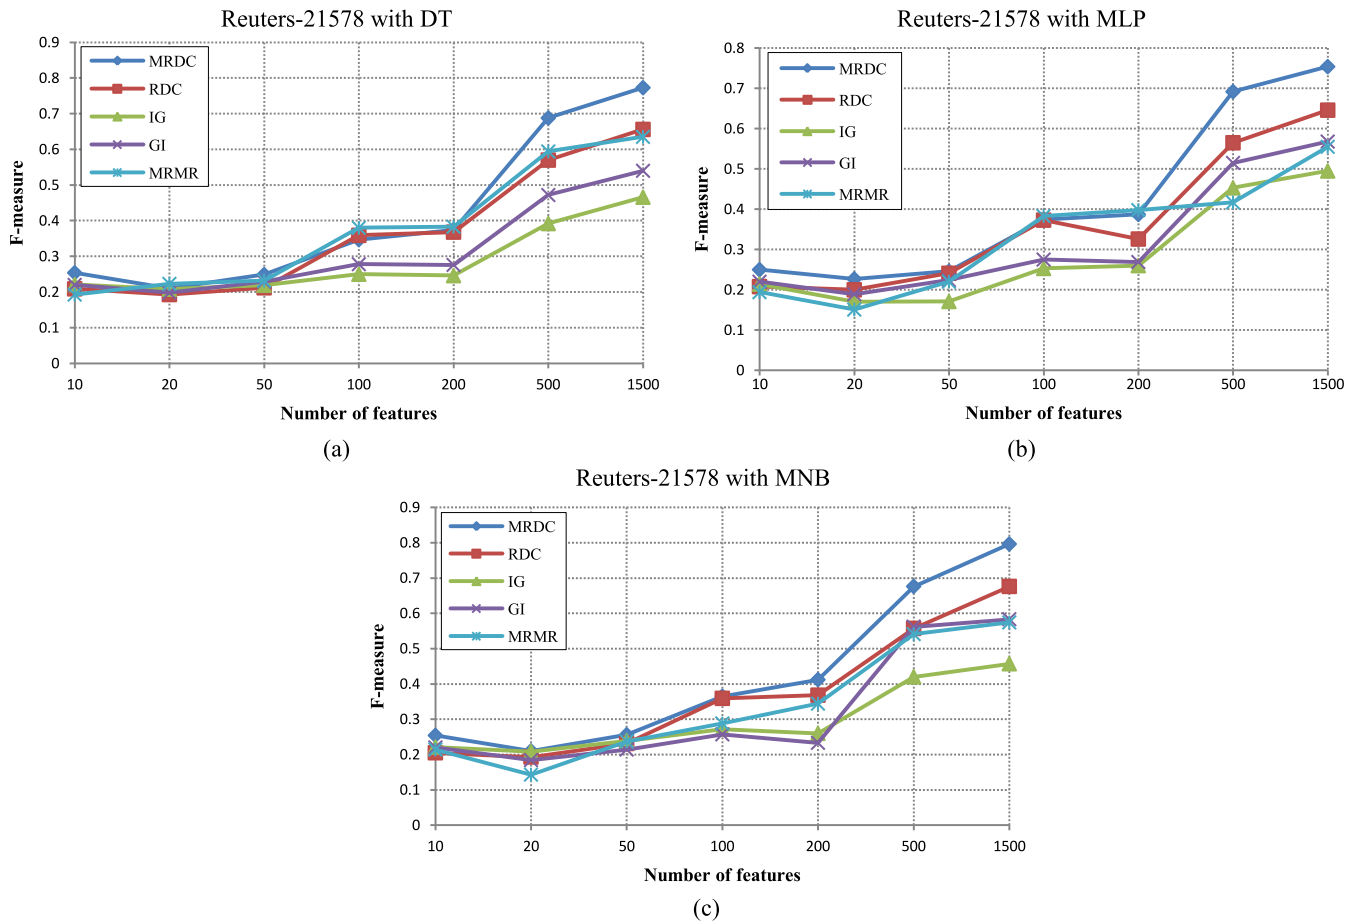 Reuters-21578 with DT
F-measure
0.9
0.8
0.7
0.6
0.5
0.4
0.3
0.2
0.1
0
MRDC
RDC
IG
GI
MRMR
10 20 50 100 200 500 1500
Number of features
(a)
Reuters-21578 with MLP
F-measure
0.8
0.7
0.6
0.5
0.4
0.3
0.2
0.1
0
MRDC
RDC
IG
GI
MRMR
10 20 50 100 200 500 1500
Number of features
(b)
Reuters-21578 with MNB
F-measure
0.9
0.8
0.7
0.6
0.5
0.4
0.3
0.2
0.1
0
MRDC
RDC
IG
GI
MRMR
10 20 50 100 200 500 1500
Number of features
(c)